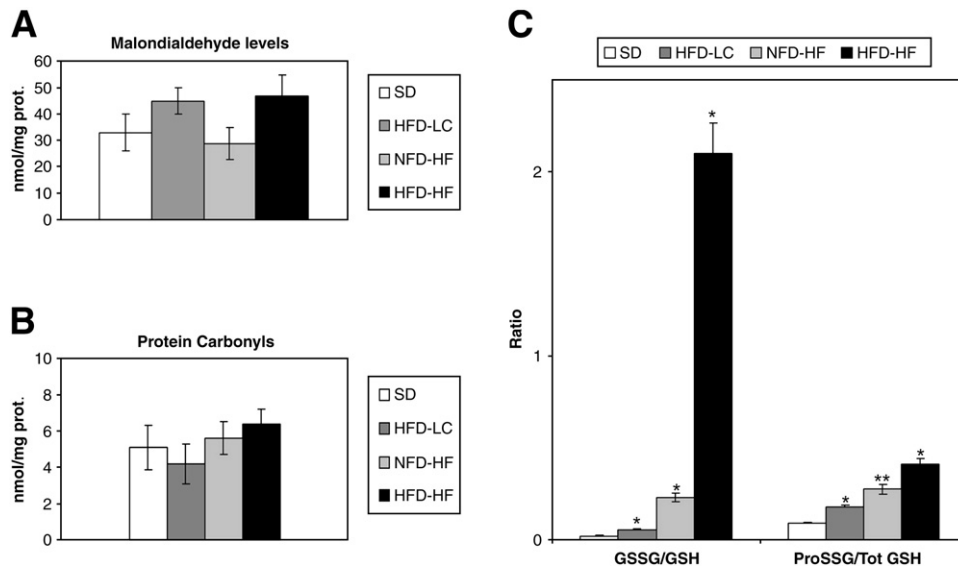 A
Malondialdehyde levels
nmol/mg prot.
60
50
40
30
20
10
0
SD
HFD-LC
NFD-HF
HFD-HF
B
Protein Carbonyls
nmol/mg prot.
10
8
6
4
2
0
SD
HFD-LC
NFD-HF
HFD-HF
C
SD HFD-LC NFD-HF HFD-HF
Ratio
2
1
0
*
*
*
*
**
*
GSSG/GSH ProSSG/Tot GSH